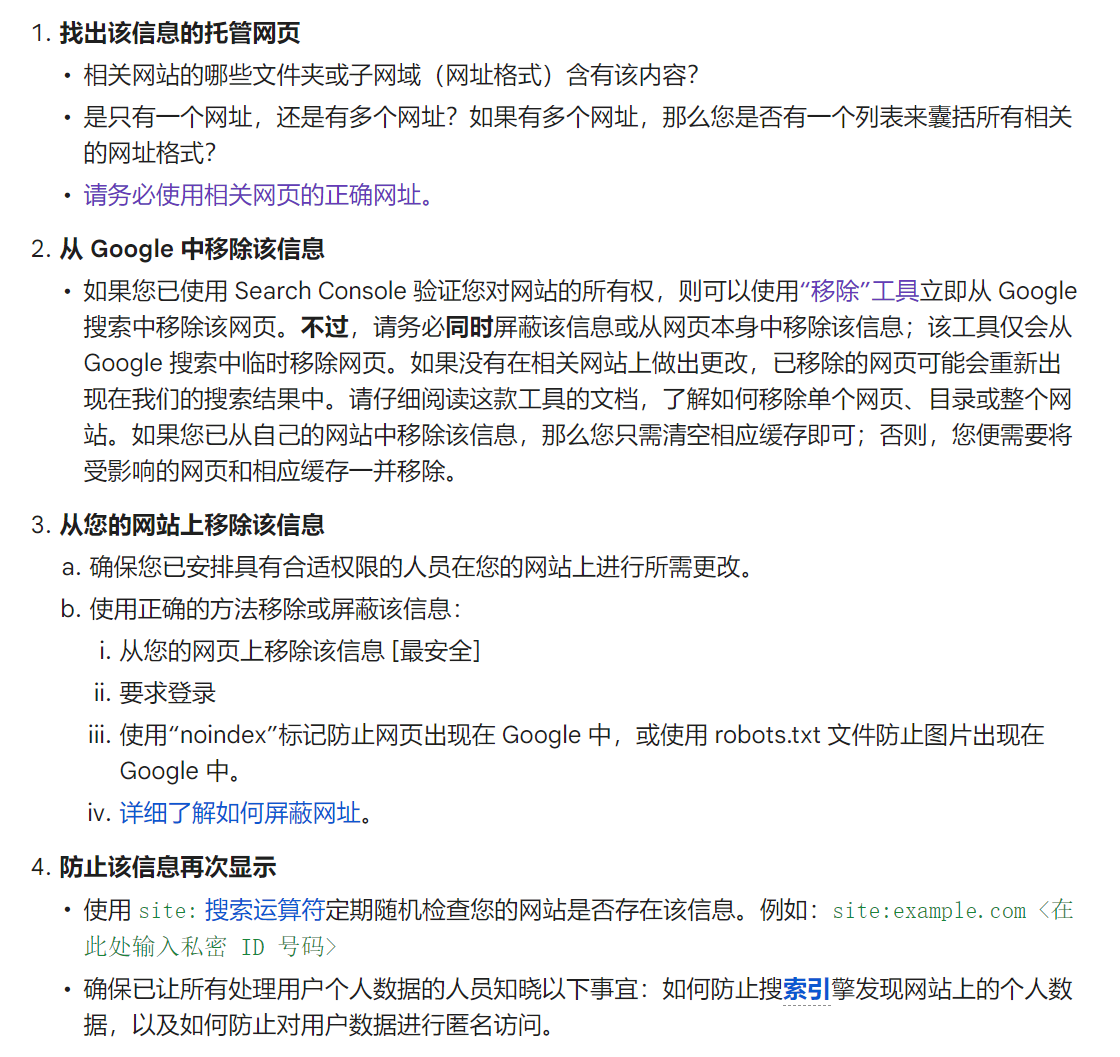 1. 找出该信息的托管网页
• 相关网站的哪些文件夹或子网域（网址格式）含有该内容？
• 是只有一个网址，还是有多个网址？如果有多个网址，那么您是否有一个列表来囊括所有相关
的网址格式？
• 请务必使用相关网页的正确网址。
2. 从 Google 中移除该信息
• 如果您已使用 Search Console 验证您对网站的所有权，则可以使用“移除”工具立即从 Google
搜索中移除该网页。不过，请务必同时屏蔽该信息或从网页本身中移除该信息；该工具仅会从
Google 搜索中临时移除网页。如果没有在相关网站上做出更改，已移除的网页可能会重新出
现在我们的搜索结果中。请仔细阅读这款工具的文档，了解如何移除单个网页、目录或整个网
站。如果您已从自己的网站中移除该信息，那么您只需清空相应缓存即可；否则，您便需要将
受影响的网页和相应缓存一并移除。
3. 从您的网站上移除该信息
a. 确保您已安排具有合适权限的人员在您的网站上进行所需更改。
b. 使用正确的方法移除或屏蔽该信息：
i. 从您的网页上移除该信息 [最安全]
ii. 要求登录
iii. 使用“noindex”标记防止网页出现在 Google 中，或使用 robots.txt 文件防止图片出现在
Google 中。
iv. 详细了解如何屏蔽网址。
4. 防止该信息再次显示
• 使用 site: 搜索运算符定期随机检查您的网站是否存在该信息。例如：site:example.com <在
此处输入私密 ID 号码>
• 确保已让所有处理用户个人数据的人员知晓以下事宜：如何防止搜索引擎发现网站上的个人数
据，以及如何防止对用户数据进行匿名访问。